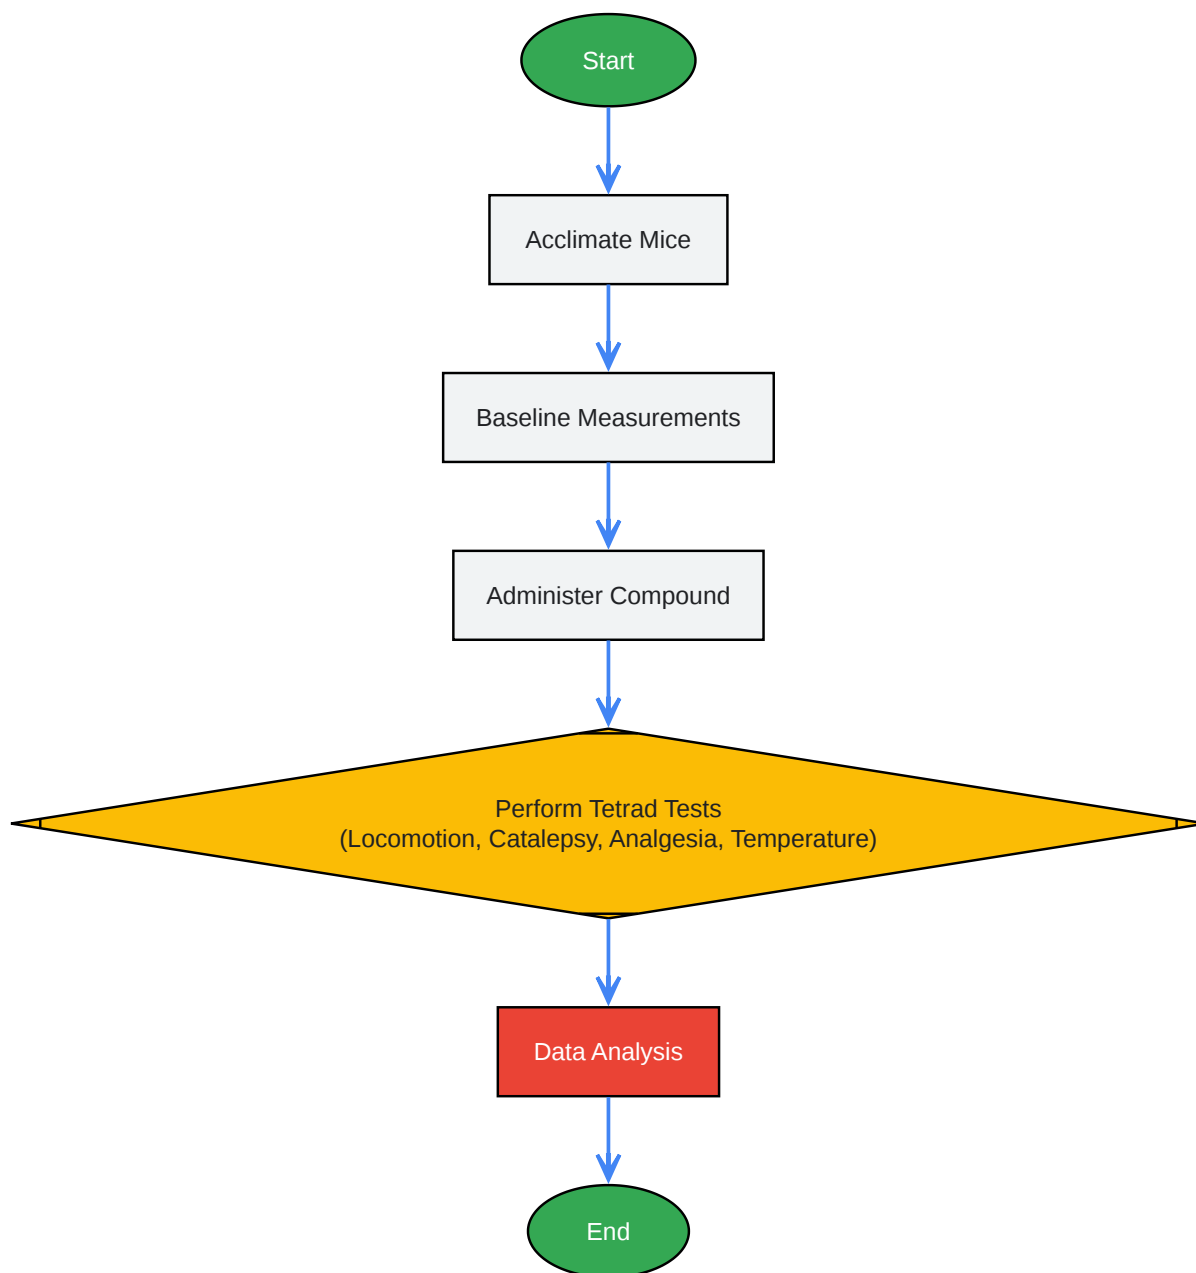 Start
Acclimate Mice
Baseline Measurements
Administer Compound
Perform Tetrad Tests
(Locomotion, Catalepsy, Analgesia, Temperature)
Data Analysis
End